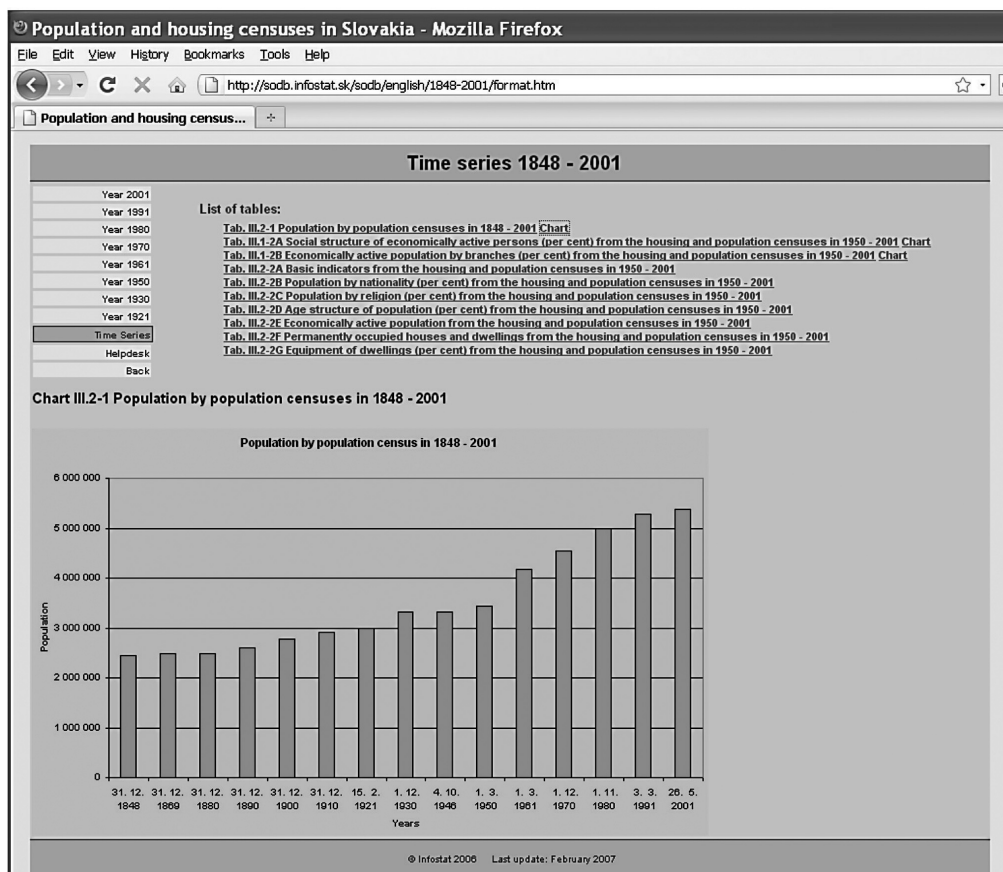 Population and housing censuses in Slovakia - Mozilla Firefox
File Edit View History Bookmarks Tools Help
http://sodb.infostat.sk/sodb/english/1848-2001/format.htm
Population and housing census...
Time series 1848 - 2001
Year 2001
Year 1991
Year 1980
Year 1970
Year 1961
Year 1950
Year 1930
Year 1921
Time Series
Helpdesk
Back
List of tables:
Tab. III.2-1 Population by population censuses in 1848 - 2001 Chart
Tab. III.1-2A Social structure of economically active persons (per cent) from the housing and population censuses in 1950 - 2001 Chart
Tab. III.1-2B Economically active population by branches (per cent) from the housing and population censuses in 1950 - 2001 Chart
Tab. III.2-2A Basic indicators from the housing and population censuses in 1950 - 2001
Tab. III.2-2B Population by nationality (per cent) from the housing and population censuses in 1950 - 2001
Tab. III.2-2C Population by religion (per cent) from the housing and population censuses in 1950 - 2001
Tab. III.2-2D Age structure of population (per cent) from the housing and population censuses in 1950 - 2001
Tab. III.2-2E Economically active population from the housing and population censuses in 1950 - 2001
Tab. III.2-2F Permanently occupied houses and dwellings from the housing and population censuses in 1950 - 2001
Tab. III.2-2G Equipment of dwellings (per cent) from the housing and population censuses in 1950 - 2001
Chart III.2-1 Population by population censuses in 1848 - 2001
Population by population census in 1848 - 2001
6 000 000
5 000 000
4 000 000
3 000 000
2 000 000
1 000 000
0
Population
31. 12. 31. 12. 31. 12. 31. 12. 31. 12. 31. 12. 15. 2. 1. 12. 4. 10. 1. 3. 1. 3. 1. 12. 1. 11. 3. 3. 26. 5.
1848 1869 1880 1890 1900 1910 1921 1930 1946 1950 1961 1970 1980 1991 2001
Years
© Infostat 2006 Last update: February 2007